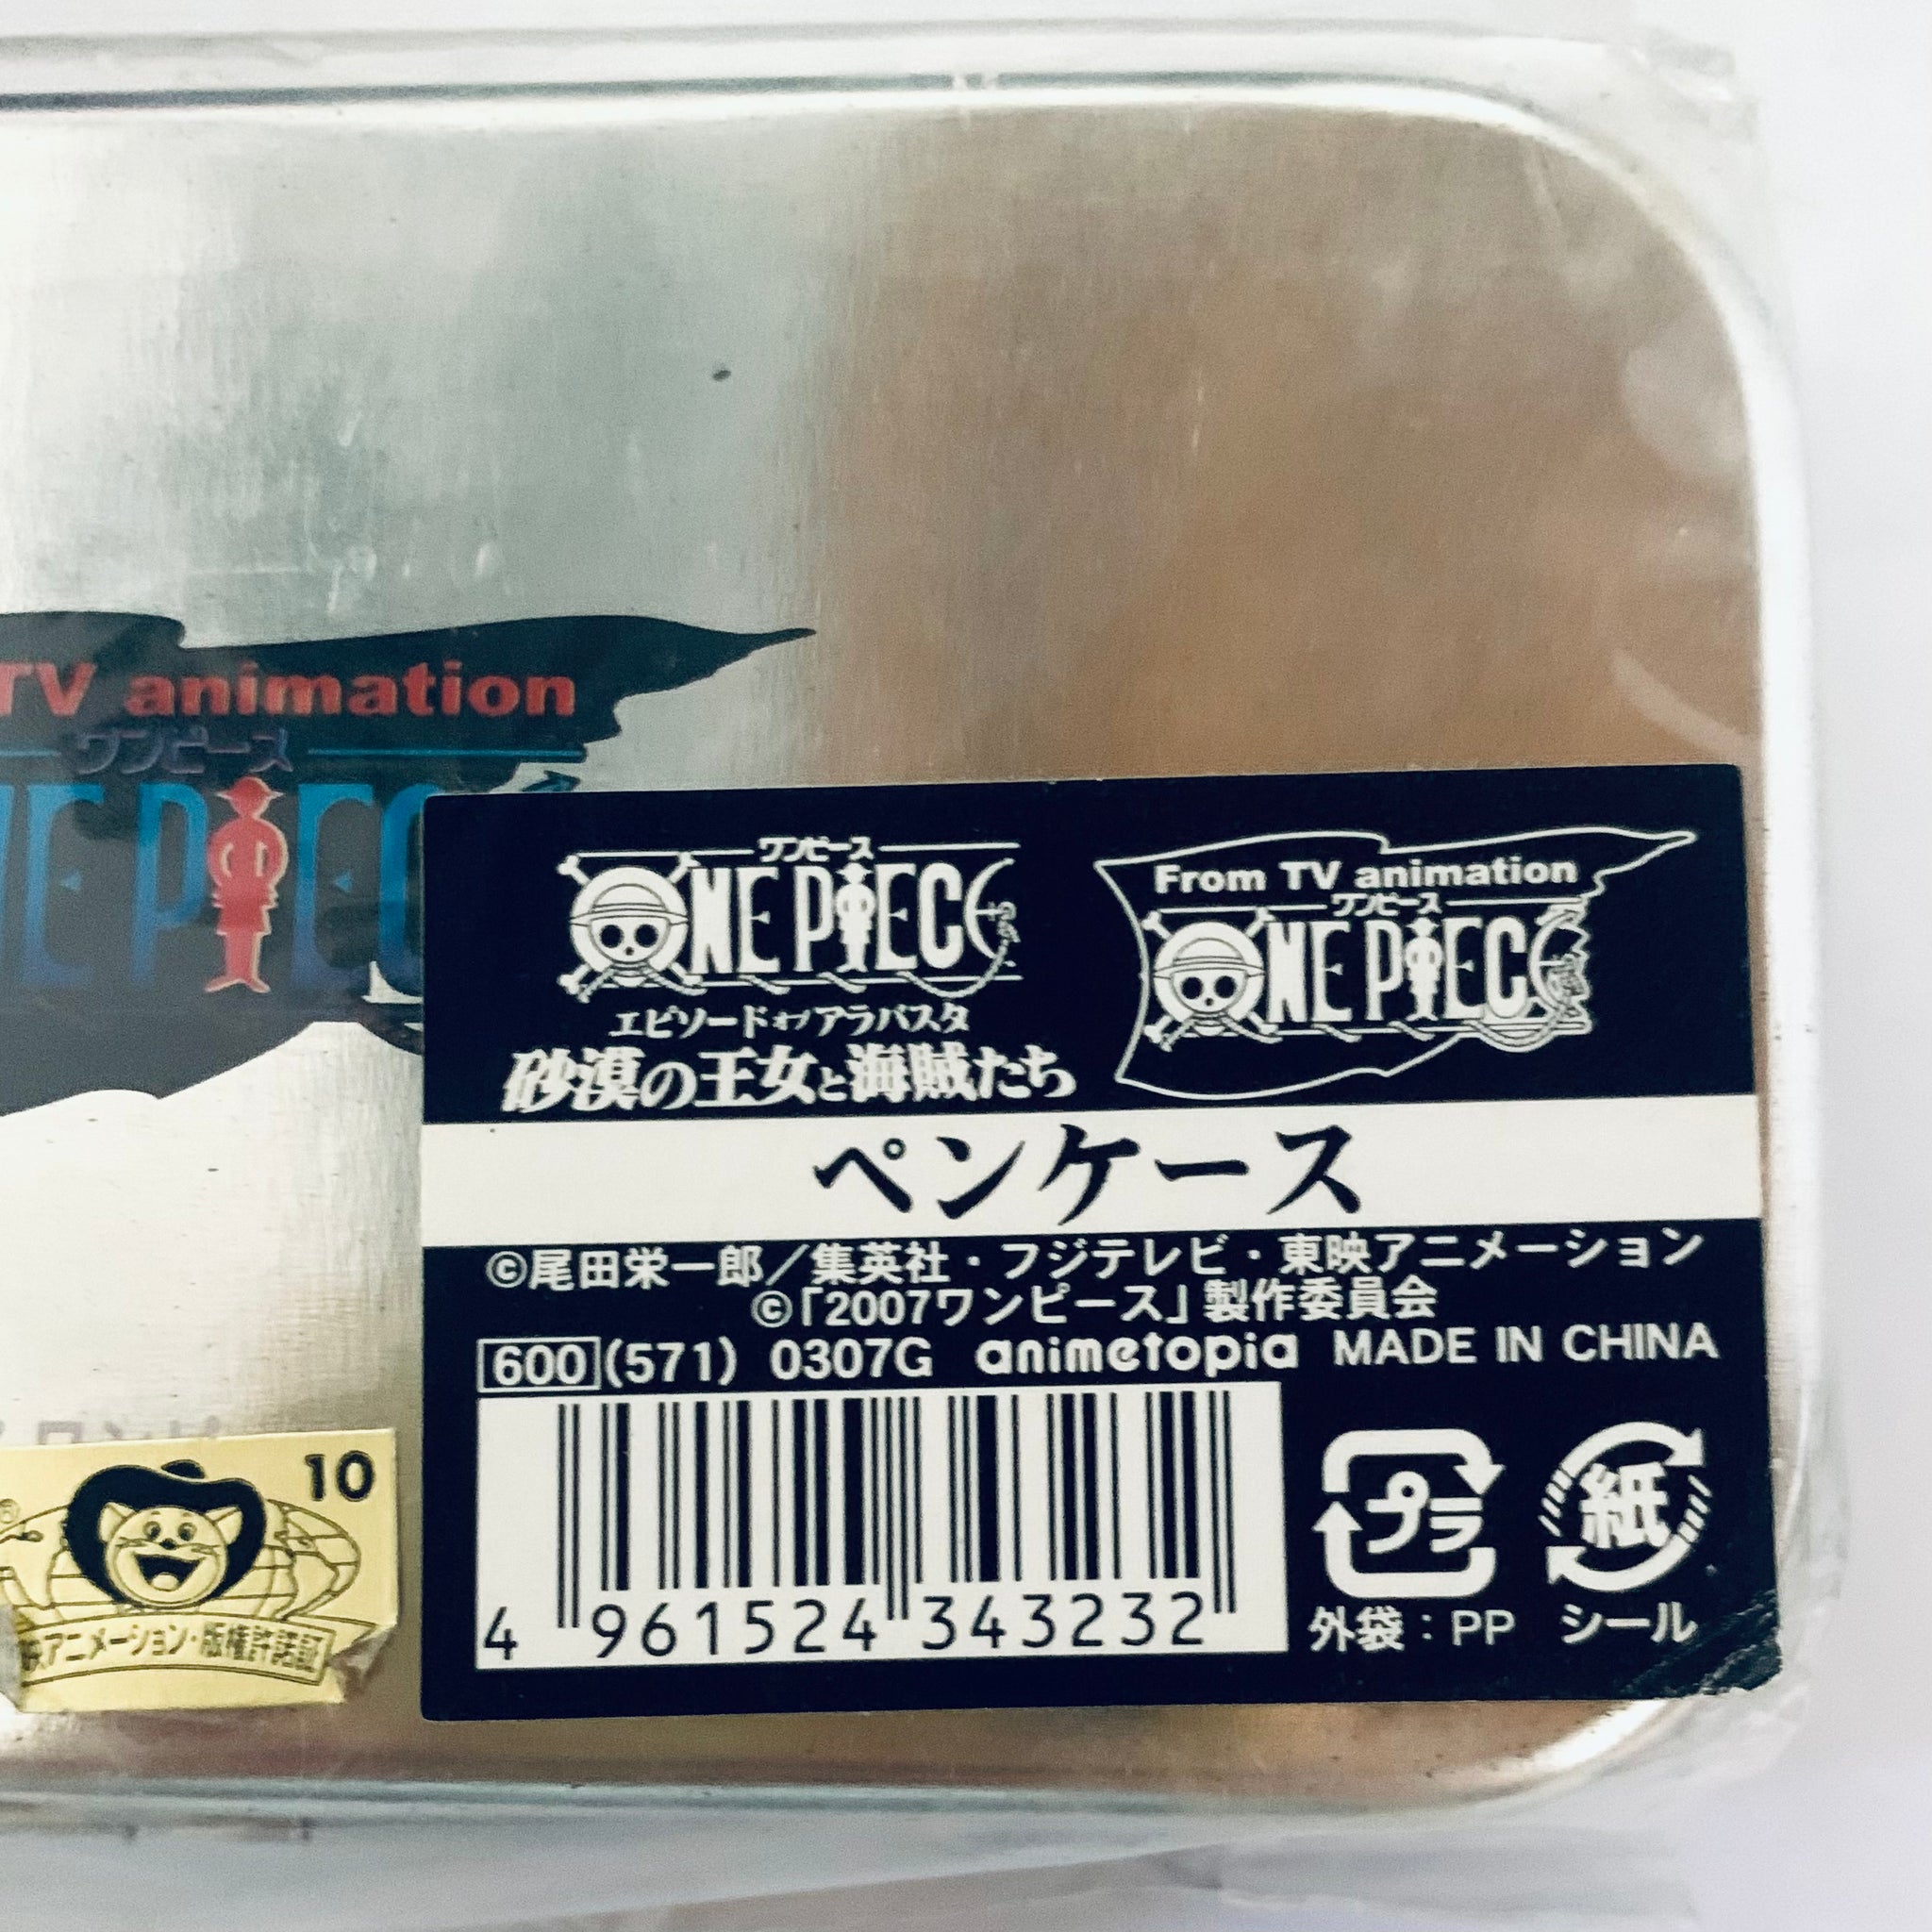 TV animation
ワンピース
NE PIEC
ワンピース
ONE PIECE
エピソードオブアラバスタ
砂漠の王女と海賊たち
From TV animation
ワンピース
ONE PIECE
ペンケース
©尾田栄一郎／集英社・フジテレビ・東映アニメーション
©「2007ワンピース」製作委員会
600 (571) 0307G animetopia MADE IN CHINA
4 961524 343232
プラ
外袋：PP
紙
シール
10
映アニメーション・版権許諾証